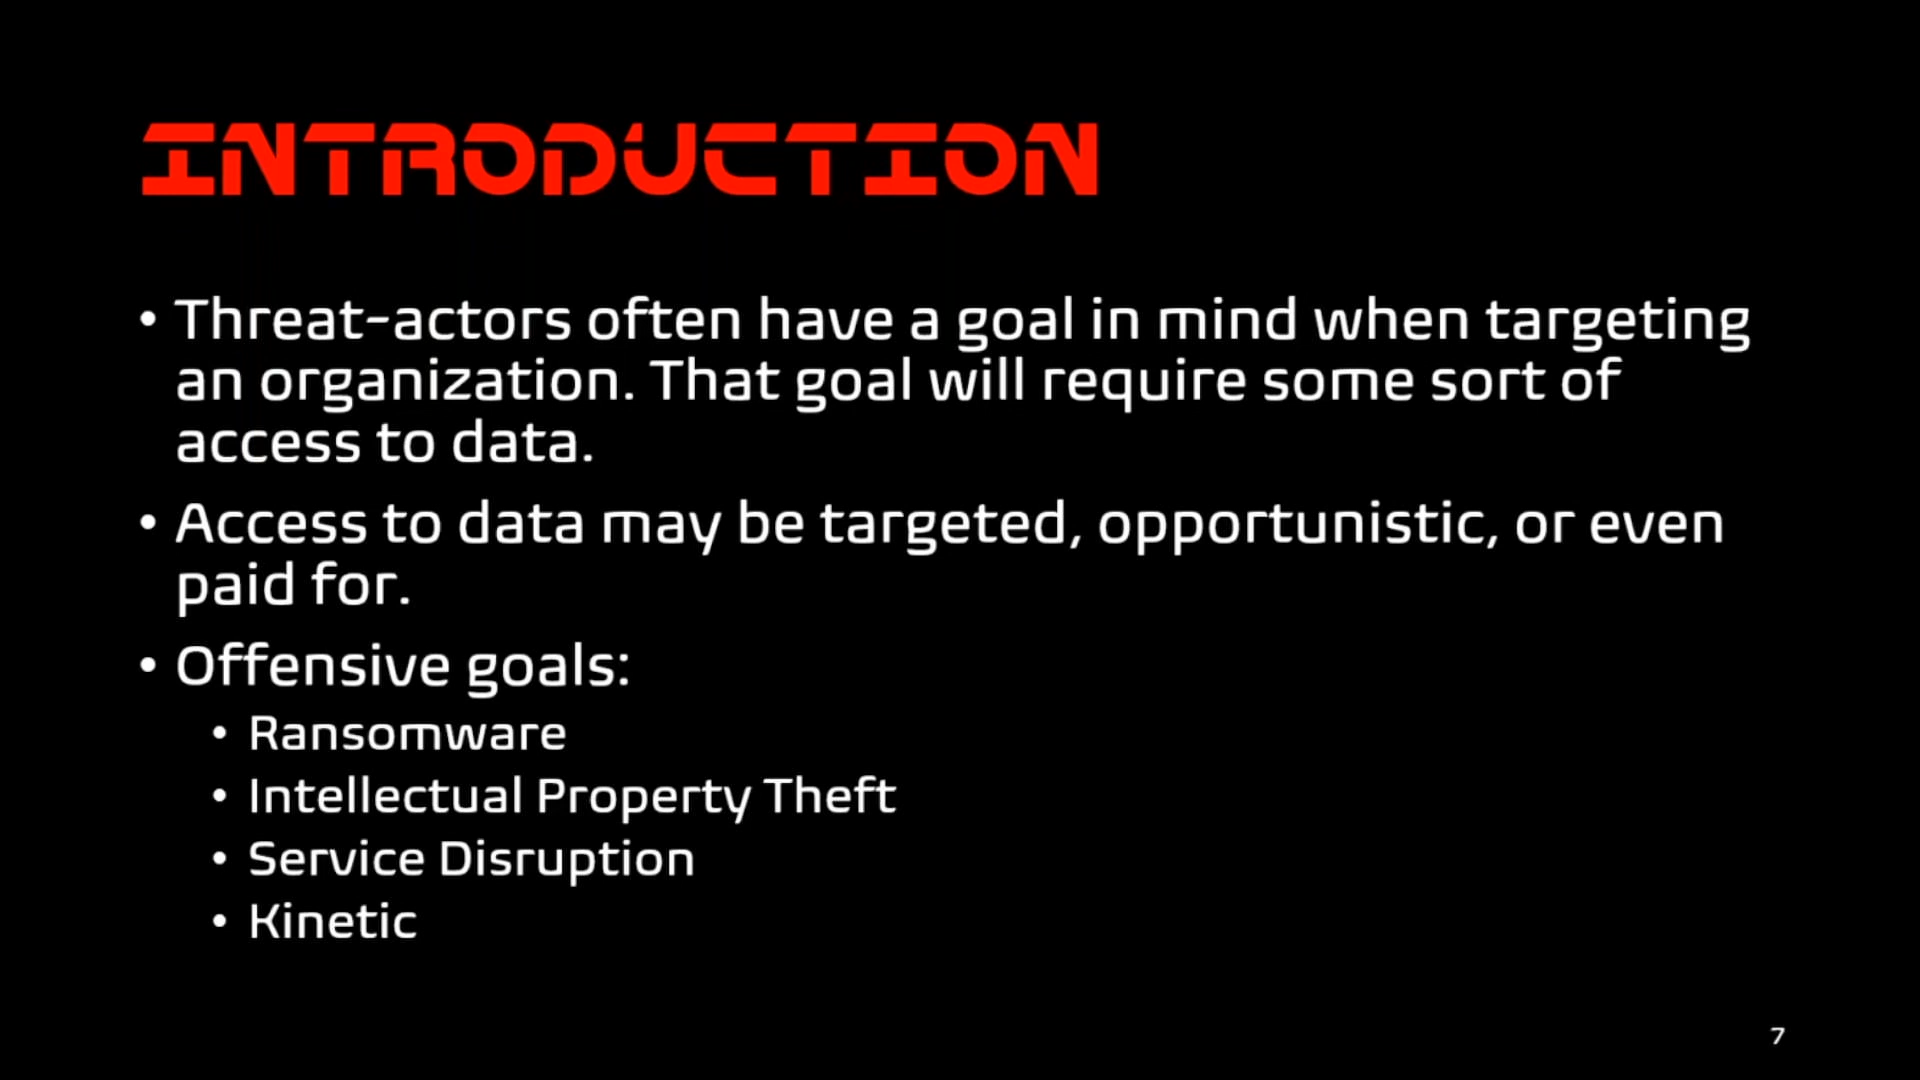 INTRODUCTION
• Threat-actors often have a goal in mind when targeting
an organization. That goal will require some sort of
access to data.
• Access to data may be targeted, opportunistic, or even
paid for.
• Offensive goals:
• Ransomware
• Intellectual Property Theft
• Service Disruption
• Kinetic
7